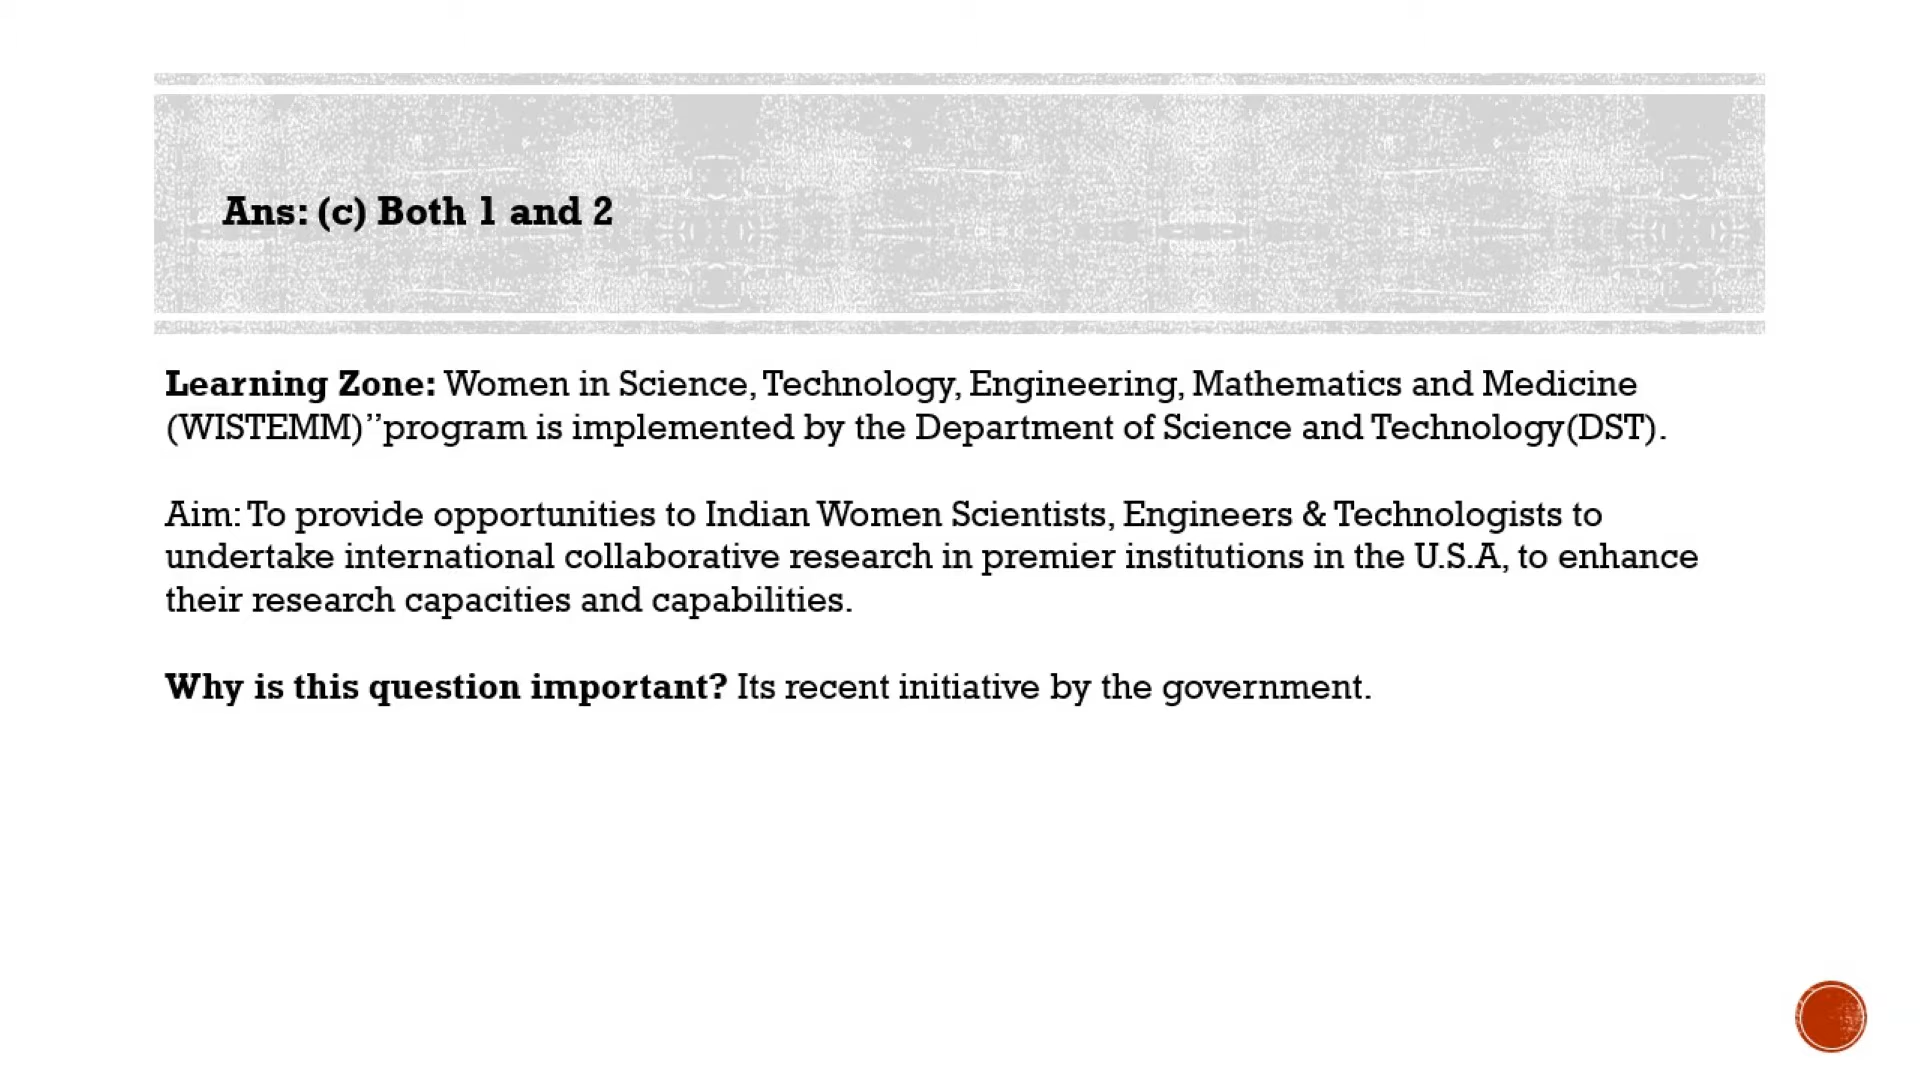 Ans: (c) Both 1 and 2
Learning Zone: Women in Science, Technology, Engineering, Mathematics and Medicine
(WISTEMM)”program is implemented by the Department of Science and Technology(DST).
Aim: To provide opportunities to Indian Women Scientists, Engineers & Technologists to
undertake international collaborative research in premier institutions in the U.S.A, to enhance
their research capacities and capabilities.
Why is this question important? Its recent initiative by the government.